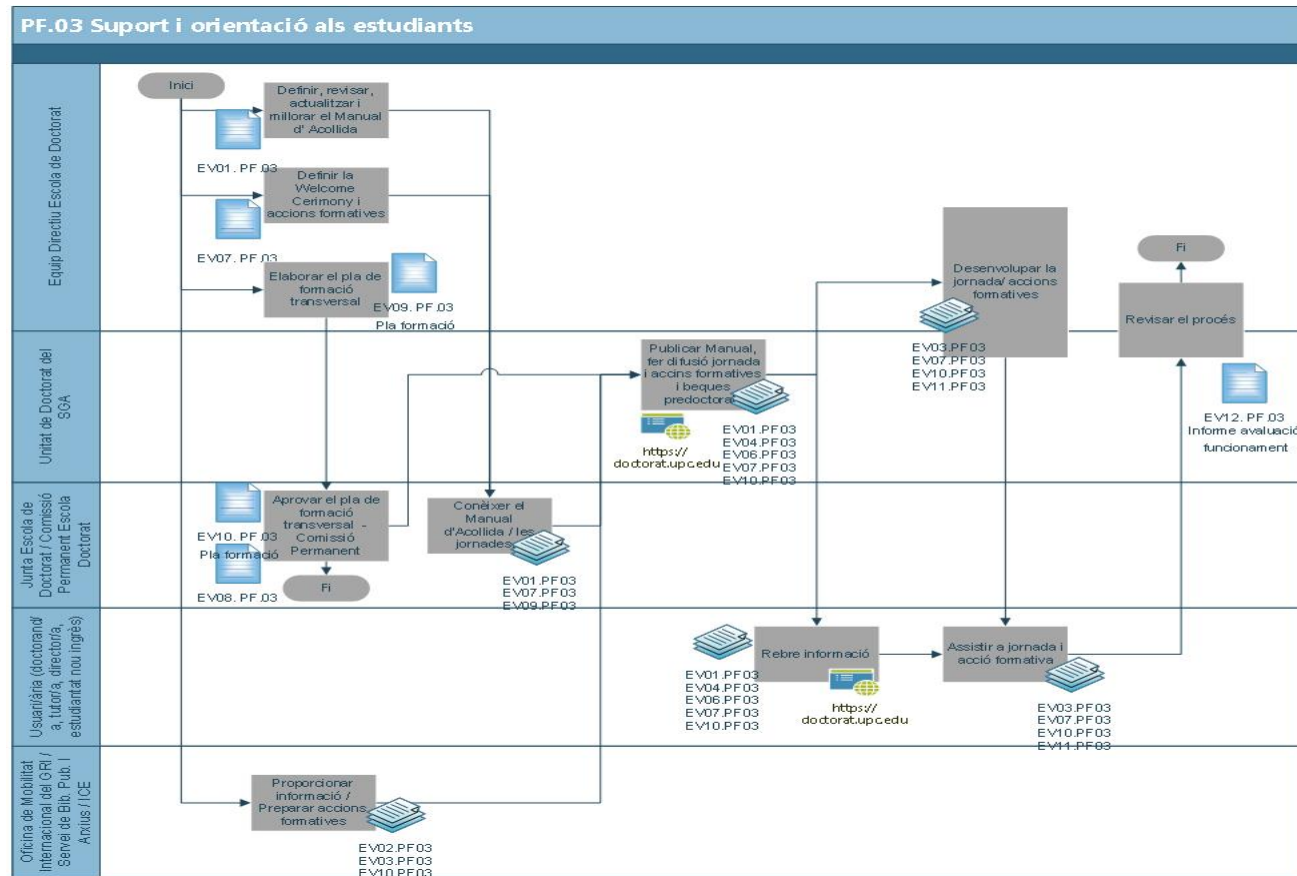 PF.03 Suport i orientació als estudiants
Equip Directiu Escola de Doctorat
Inici
Definir, revisar,
actualitzar i
millorar el Manual
d' Acollida
EV01. PF.03
Definir la
Welcome
Cerimony i
accions formatives
EV07. PF.03
Elaborar el pla de
formació
transversal
EV09. PF.03
Pla formació
Desenvolupar la
jornada/ accions
formatives
EV03.PF03
EV07.PF03
EV10.PF03
EV11.PF03
Fi
Revisar el procés
EV12. PF.03
Informe avaluació
funcionament
Unitat de Doctorat del
SGA
Publicar Manual,
fer difusió jornada
i accins formatives
i beques
predoctora
https://
doctorat.upc.edu
EV01.PF03
EV04.PF03
EV06.PF03
EV07.PF03
EV10.PF03
Junta Escola de
Doctorat / Comissió
Permanent Escola
Doctorat
Aprovar el pla de
formació
transversal -
Comissió
Permanent
EV10. PF.03
Pla formació
EV08. PF.03
Fi
Conèixer el
Manual
d'Acollida / les
jornades
EV01.PF03
EV07.PF03
EV09.PF03
Usuari/ària (doctorand/
a, tutor/a, director/a,
estudiantat nou ingrès)
EV01.PF03
EV04.PF03
EV06.PF03
EV07.PF03
EV10.PF03
Rebre informació
https://
doctorat.upc.edu
Assistir a jornada i
acció formativa
EV03.PF03
EV07.PF03
EV10.PF03
EV11.PF03
Oficina de Mobilitat
Internacional del GRI /
Servei de Bib. Pub. I
Arxius / ICE
Proporcionar
informació /
Preparar accions
formatives
EV02.PF03
EV03.PF03
EV10.PF03